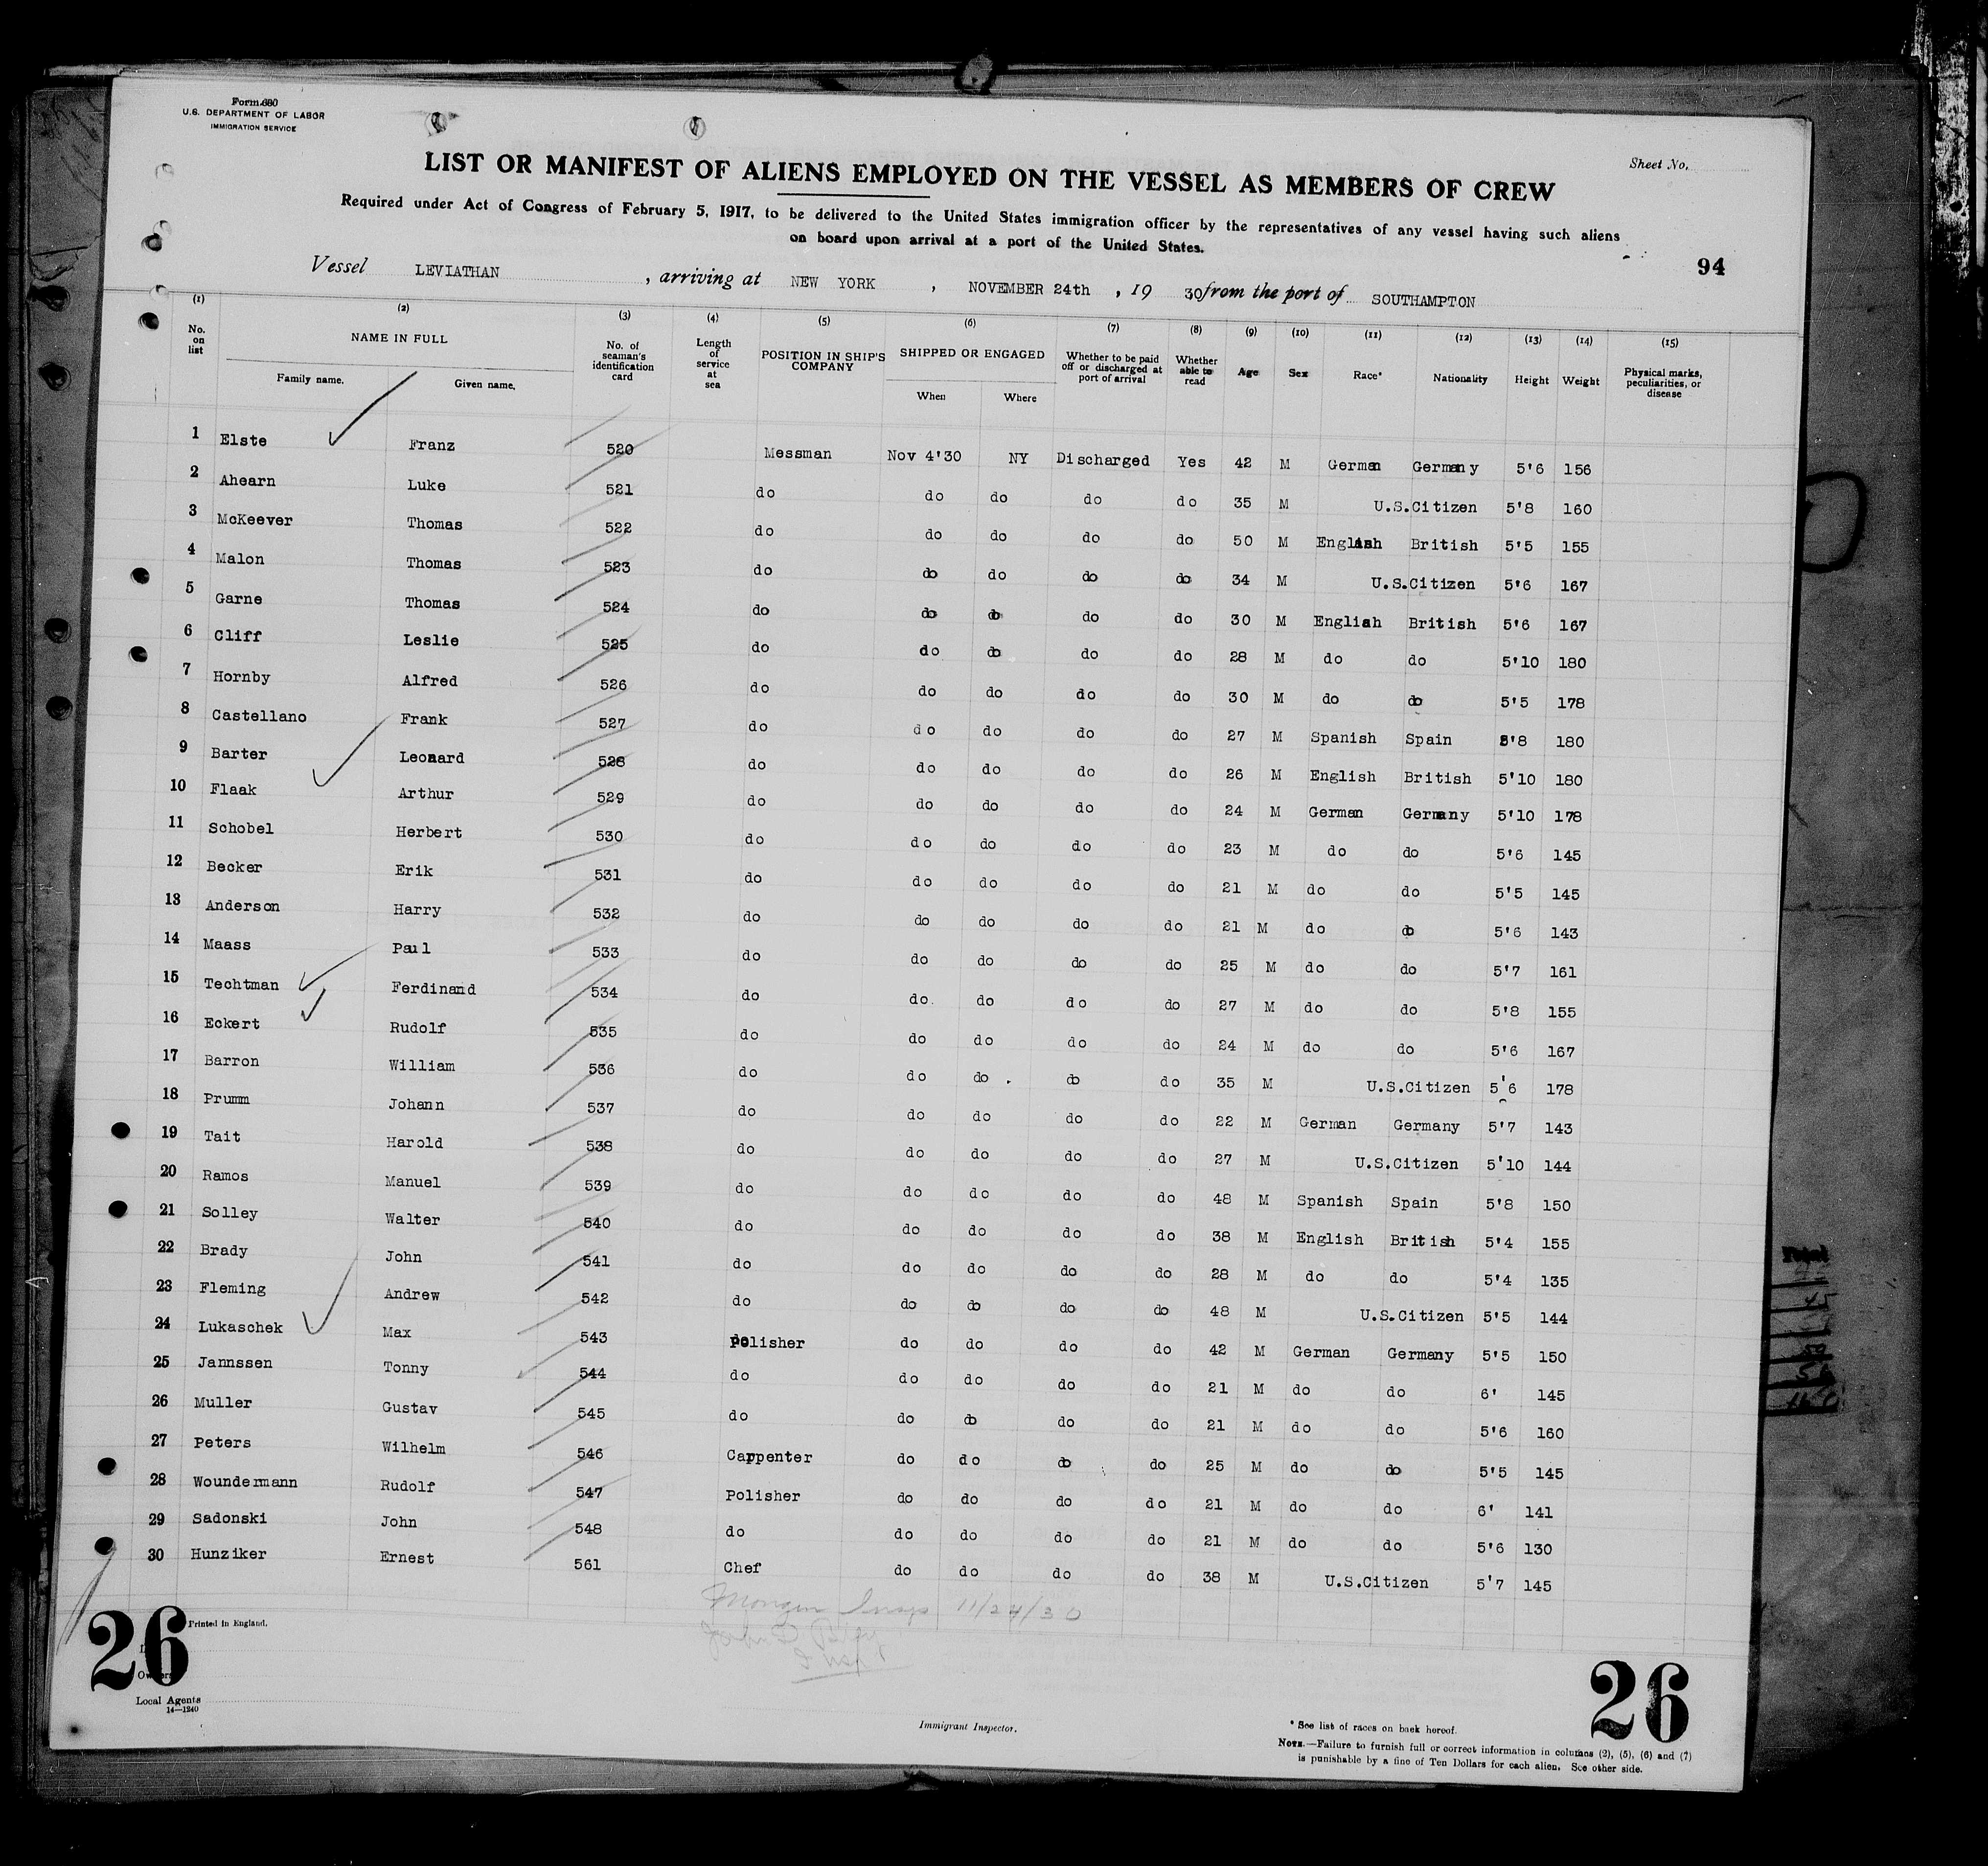 Form 680
U.S. DEPARTMENT OF LABOR
IMMIGRATION SERVICE
Sheet No.
LIST OR MANIFEST OF ALIENS EMPLOYED ON THE VESSEL AS MEMBERS OF CREW
Required under Act of Congress of February 5, 1917, to be delivered to the United States immigration officer by the representatives of any vessel having such aliens
on board upon arrival at a port of the United States.
94
Vessel LEVIATHAN , arriving at NEW YORK , NOVEMBER 24th , 19 30 from the port of SOUTHAMPTON
(1) (2) (3) (4) (5) (6) (7) (8) (9) (10) (11) (12) (13) (14) (15)
No. on list NAME IN FULL Family name. Given name. No. of seaman's identification card Length of service at sea POSITION IN SHIP'S COMPANY SHIPPED OR ENGAGED When Where Whether to be paid off or discharged at port of arrival Whether able to read Age Sex Race* Nationality Height Weight Physical marks, peculiarities, or disease
1 Elste Franz 520 Messman Nov 4'30 NY Discharged Yes 42 M German Germany 5'6 156
2 Ahearn Luke 521 do do do do do 35 M U.S.Citizen 5'8 160
3 McKeever Thomas 522 do do do do do 50 M English British 5'5 155
4 Malon Thomas 523 do do do do do 34 M U.S.Citizen 5'6 167
5 Garne Thomas 524 do do do do do 30 M English British 5'6 167
6 Cliff Leslie 525 do do do do do 28 M do do 5'10 180
7 Hornby Alfred 526 do do do do do 30 M do do 5'5 178
8 Castellano Frank 527 do do do do do 27 M Spanish Spain 5'8 180
9 Barter Leonard 528 do do do do do 26 M English British 5'10 180
10 Flaak Arthur 529 do do do do do 24 M German Germany 5'10 178
11 Schobel Herbert 530 do do do do do 23 M do do 5'6 145
12 Becker Erik 531 do do do do do 21 M do do 5'5 145
13 Anderson Harry 532 do do do do do 21 M do do 5'6 143
14 Maass Paul 533 do do do do do 25 M do do 5'7 161
15 Techtman Ferdinand 534 do do. do do do 27 M do do 5'8 155
16 Eckert Rudolf 535 do do do do do 24 M do do 5'6 167
17 Barron William 536 do do do do do 35 M U.S.Citizen 5'6 178
18 Prumm Johann 537 do do do do do 22 M German Germany 5'7 143
19 Tait Harold 538 do do do do do 27 M U.S.Citizen 5'10 144
20 Ramos Manuel 539 do do do do do 48 M Spanish Spain 5'8 150
21 Solley Walter 540 do do do do do 38 M English British 5'4 155
22 Brady John 541 do do do do do 28 M do do 5'4 135
23 Fleming Andrew 542 do do do do do 48 M U.S.Citizen 5'5 144
24 Lukaschek Max 543 Polisher do do do do 42 M German Germany 5'5 150
25 Jannssen Tonny 544 do do do do do 21 M do do 6' 145
26 Muller Gustav 545 do do do do do 21 M do do 5'6 160
27 Peters Wilhelm 546 Carpenter do do do do 25 M do do 5'5 145
28 Woundermann Rudolf 547 Polisher do do do do 21 M do do 6' 141
29 Sadonski John 548 do do do do do 21 M do do 5'6 130
30 Hunziker Ernest 561 Chef do do do do 38 M U.S.Citizen 5'7 145
11/24/30
Insp
26 Printed in England.
Local Agents
14—1240
Immigrant Inspector.
* See list of races on back hereof.
NOTE.—Failure to furnish full or correct information in columns (2), (5), (6) and (7)
is punishable by a fine of Ten Dollars for each alien. See other side.
26